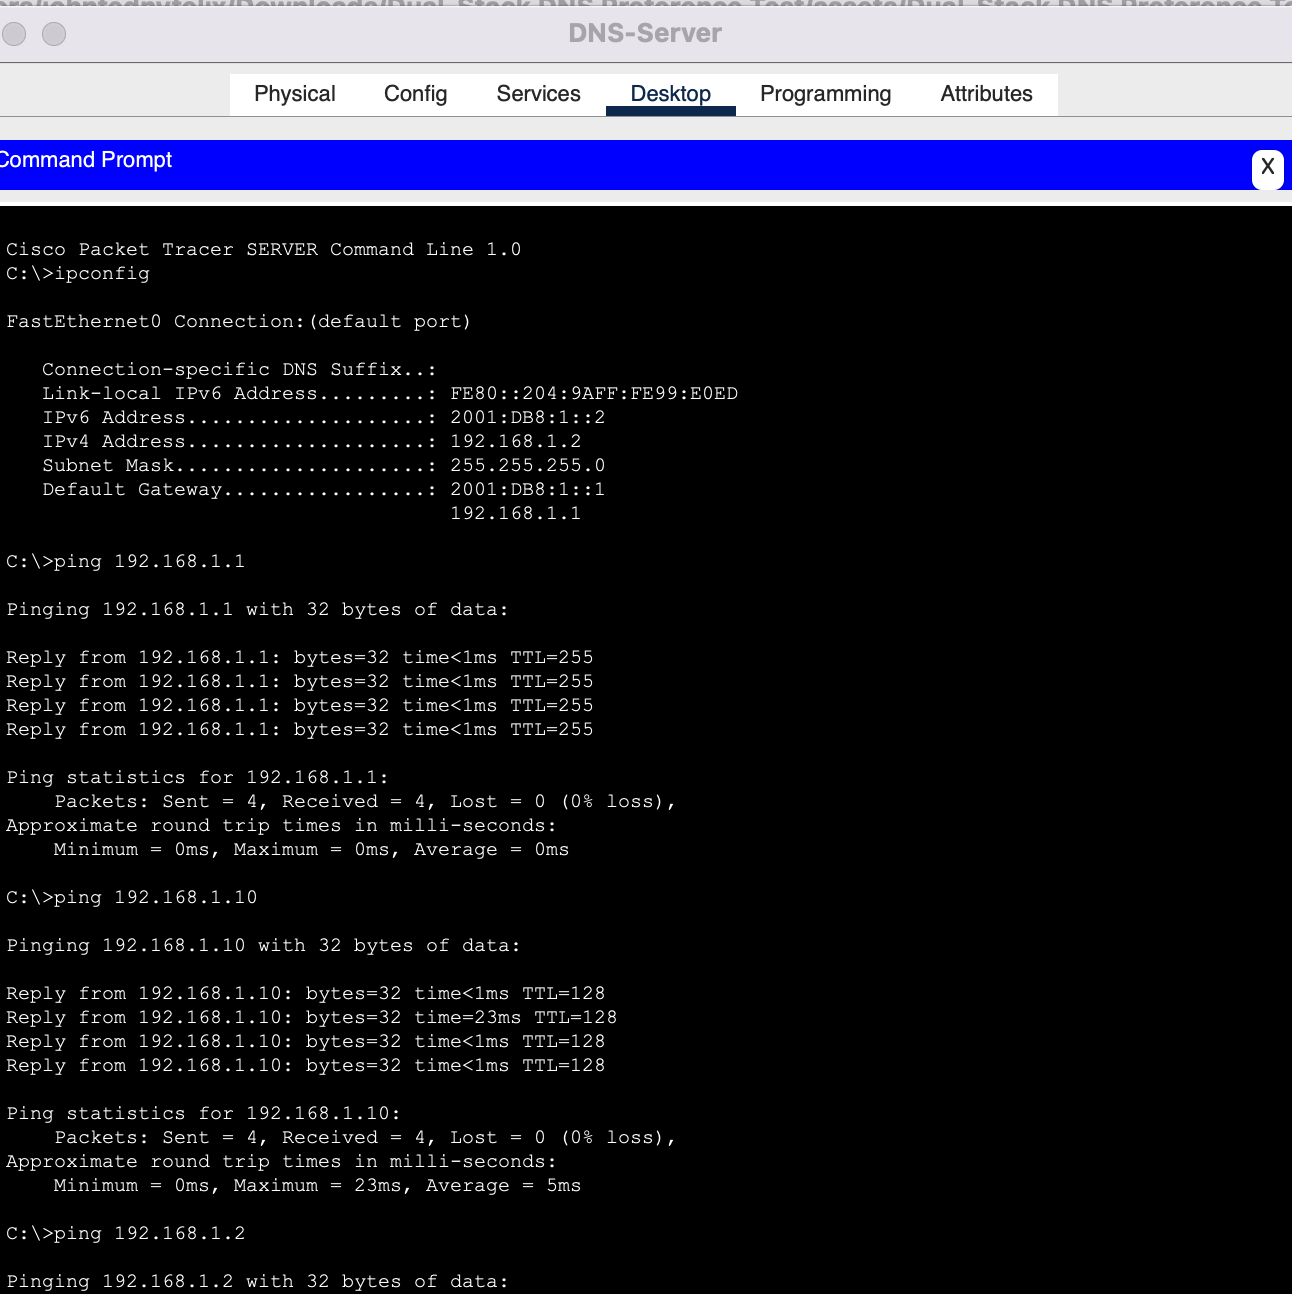 DNS-Server
Physical Config Services Desktop Programming Attributes
Command Prompt
X
Cisco Packet Tracer SERVER Command Line 1.0
C:\>ipconfig
FastEthernet0 Connection:(default port)
Connection-specific DNS Suffix..:
Link-local IPv6 Address.........: FE80::204:9AFF:FE99:E0ED
IPv6 Address....................: 2001:DB8:1::2
IPv4 Address....................: 192.168.1.2
Subnet Mask.....................: 255.255.255.0
Default Gateway.................: 2001:DB8:1::1
192.168.1.1
C:\>ping 192.168.1.1
Pinging 192.168.1.1 with 32 bytes of data:
Reply from 192.168.1.1: bytes=32 time<1ms TTL=255
Reply from 192.168.1.1: bytes=32 time<1ms TTL=255
Reply from 192.168.1.1: bytes=32 time<1ms TTL=255
Reply from 192.168.1.1: bytes=32 time<1ms TTL=255
Ping statistics for 192.168.1.1:
Packets: Sent = 4, Received = 4, Lost = 0 (0% loss),
Approximate round trip times in milli-seconds:
Minimum = 0ms, Maximum = 0ms, Average = 0ms
C:\>ping 192.168.1.10
Pinging 192.168.1.10 with 32 bytes of data:
Reply from 192.168.1.10: bytes=32 time<1ms TTL=128
Reply from 192.168.1.10: bytes=32 time=23ms TTL=128
Reply from 192.168.1.10: bytes=32 time<1ms TTL=128
Reply from 192.168.1.10: bytes=32 time<1ms TTL=128
Ping statistics for 192.168.1.10:
Packets: Sent = 4, Received = 4, Lost = 0 (0% loss),
Approximate round trip times in milli-seconds:
Minimum = 0ms, Maximum = 23ms, Average = 5ms
C:\>ping 192.168.1.2
Pinging 192.168.1.2 with 32 bytes of data: